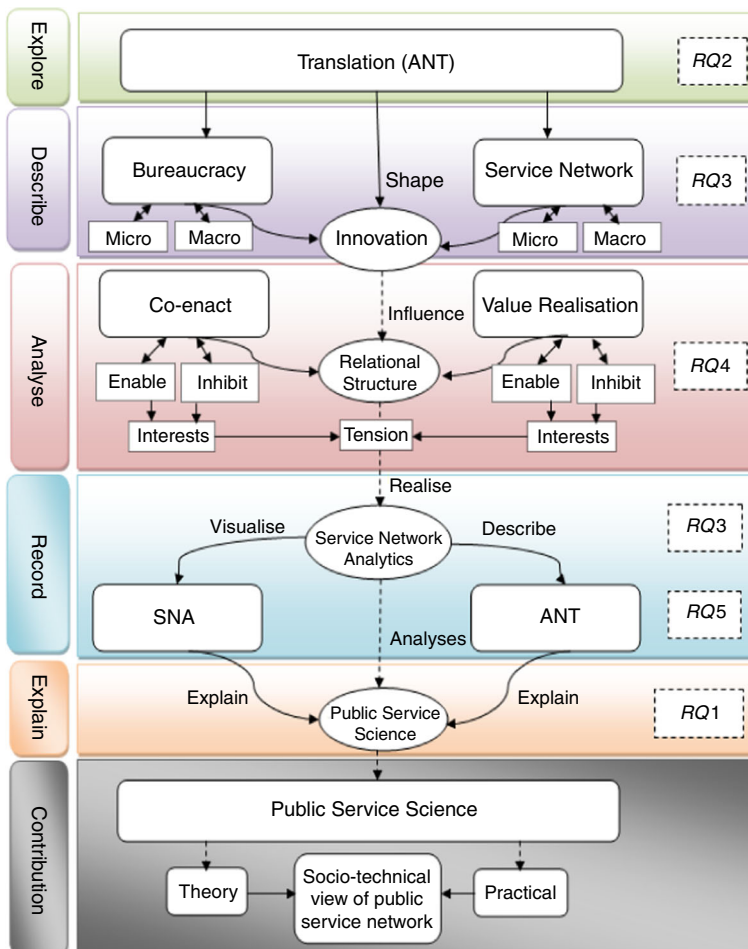 Explore
Translation (ANT)
RQ2
Describe
Bureaucracy
Shape
Service Network
RQ3
Micro
Macro
Innovation
Micro
Macro
Analyse
Co-enact
Influence
Value Realisation
Enable
Inhibit
Relational
Structure
Enable
Inhibit
RQ4
Interests
Tension
Interests
Realise
Record
Visualise
Service Network
Analytics
Describe
RQ3
SNA
Analyses
ANT
RQ5
Explain
Explain
Public Service
Science
Explain
RQ1
Contribution
Public Service Science
Theory
Socio-technical
view of public
service network
Practical